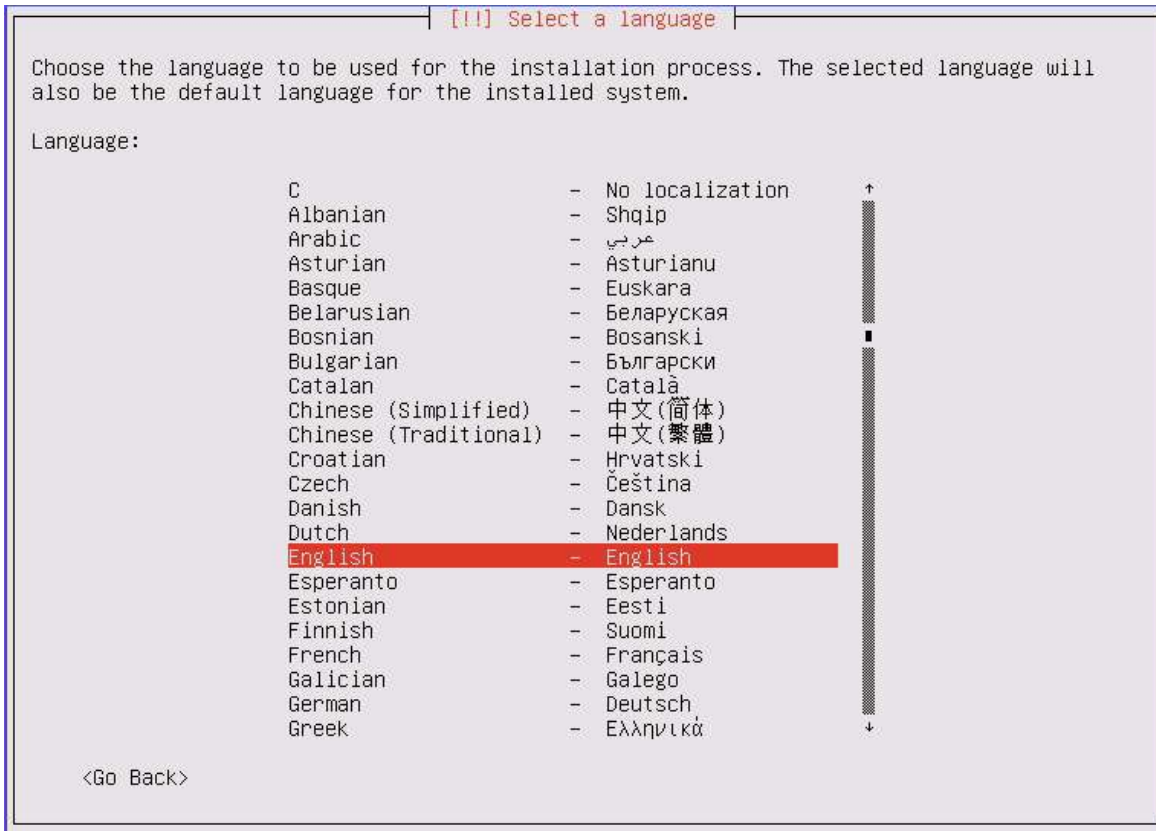 [!!] Select a language
Choose the language to be used for the installation process. The selected language will
also be the default language for the installed system.
Language:
C - No localization
Albanian - Shqip
Arabic - عربي
Asturian - Asturianu
Basque - Euskara
Belarusian - Беларуская
Bosnian - Bosanski
Bulgarian - Български
Catalan - Català
Chinese (Simplified) - 中文(简体)
Chinese (Traditional) - 中文(繁體)
Croatian - Hrvatski
Czech - Čeština
Danish - Dansk
Dutch - Nederlands
English - English
Esperanto - Esperanto
Estonian - Eesti
Finnish - Suomi
French - Français
Galician - Galego
German - Deutsch
Greek - Ελληνικά
<Go Back>